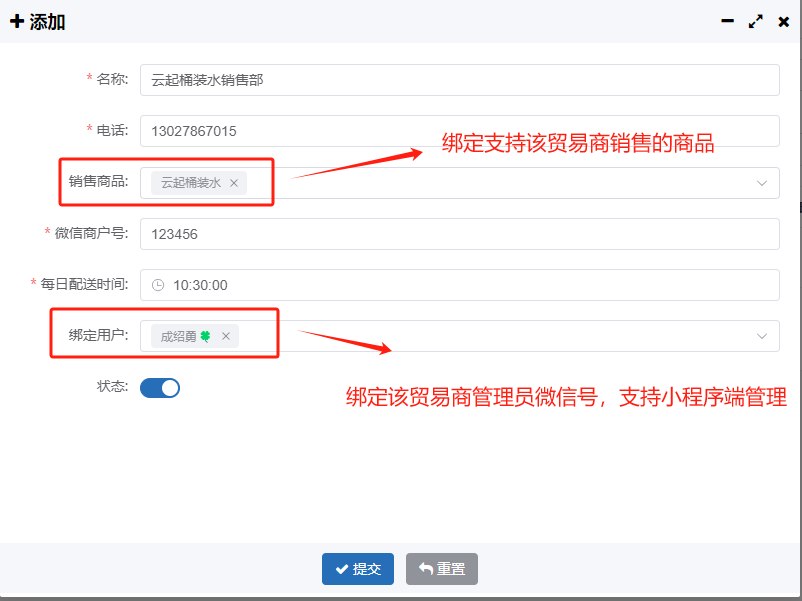 添加
* 名称: 云起桶装水销售部
* 电话: 13027867015
绑定支持该贸易商销售的商品
销售商品: 云起桶装水
* 微信商户号: 123456
* 每日配送时间: 10:30:00
绑定用户: 成绍勇🍀
状态:
绑定该贸易商管理员微信号，支持小程序端管理
提交 重置